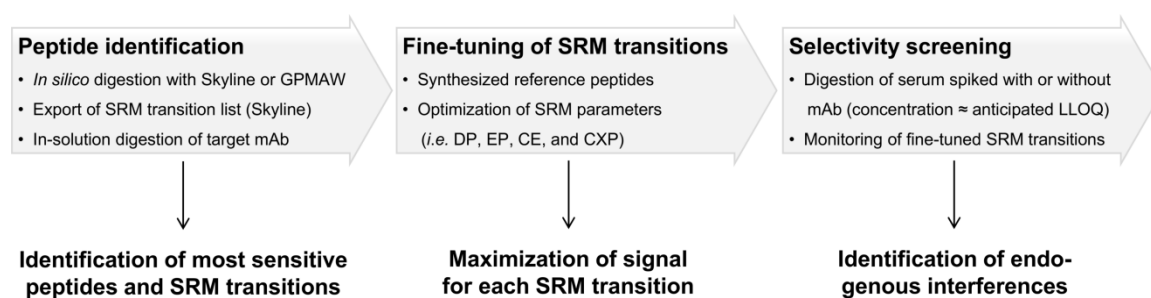 Peptide identification
• In silico digestion with Skyline or GPMAW
• Export of SRM transition list (Skyline)
• In-solution digestion of target mAb
Identification of most sensitive
peptides and SRM transitions
Fine-tuning of SRM transitions
• Synthesized reference peptides
• Optimization of SRM parameters
(i.e. DP, EP, CE, and CXP)
Maximization of signal
for each SRM transition
Selectivity screening
• Digestion of serum spiked with or without
mAb (concentration ≈ anticipated LLOQ)
• Monitoring of fine-tuned SRM transitions
Identification of endo-
genous interferences